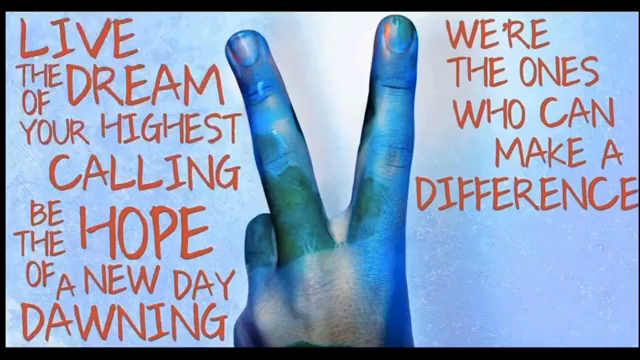 LIVE
THE DREAM
OF
YOUR HIGHEST
CALLING
BE
THE HOPE
OF A NEW DAY
DAWNING
WE'RE
THE ONES
WHO CAN
MAKE A
DIFFERENCE